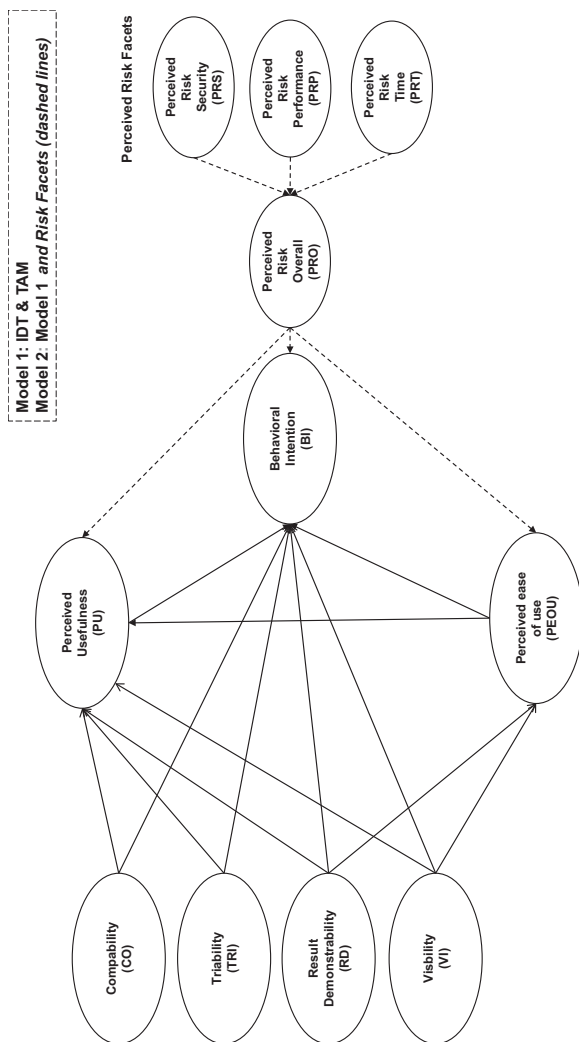 Model 1: IDT & TAM
Model 2: Model 1 and Risk Facets (dashed lines)
Perceived Risk Facets
Compability
(CO)
Triability
(TRI)
Result
Demonstrability
(RD)
Visbility
(VI)
Perceived
Usefulness
(PU)
Perceived ease
of use
(PEOU)
Behavioral
Intention
(BI)
Perceived
Risk
Overall
(PRO)
Perceived
Risk
Security
(PRS)
Perceived
Risk
Performance
(PRP)
Perceived
Risk
Time
(PRT)